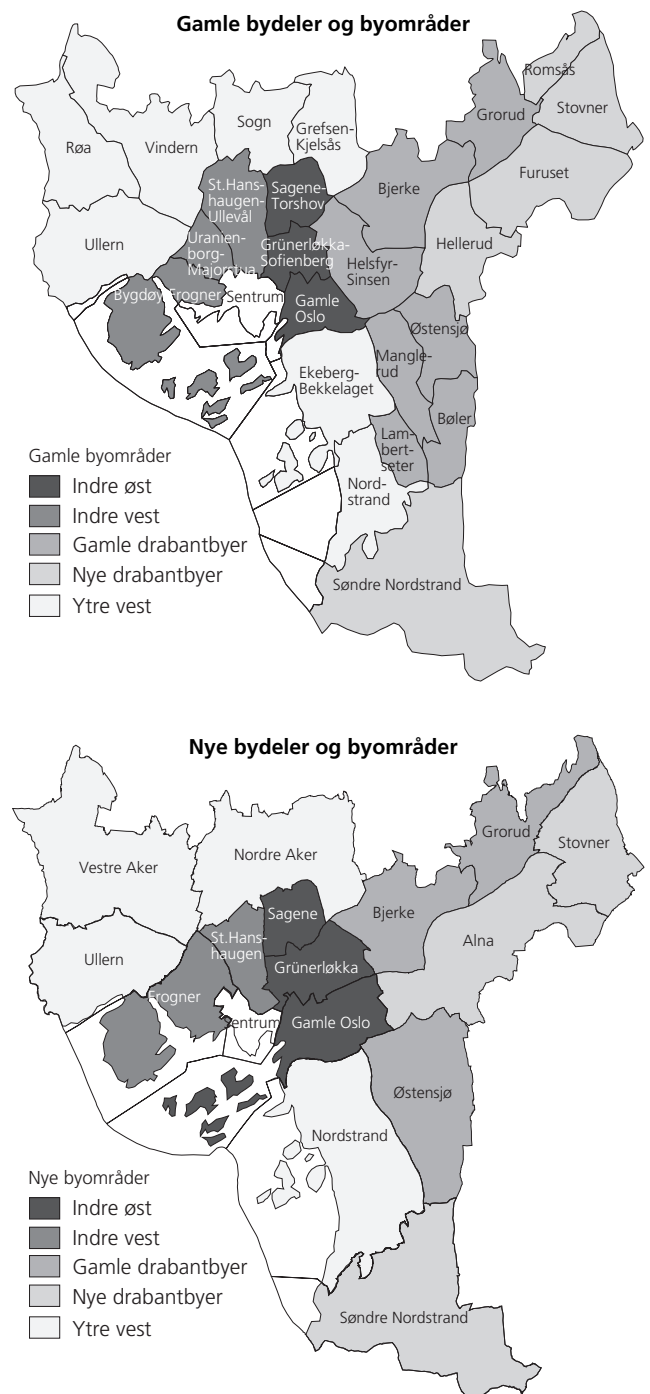 Gamle bydeler og byområder
Romsås
Stovner
Grorud
Sogn
Grefsen-
Kjelsås
Røa
Vindern
Furuset
Bjerke
St.Hans-
haugen-
Ullevål
Sagene-
Torshov
Ullern
Uranien-
borg-
Majorstua
Grünerløkka-
Sofienberg
Hellerud
Helsfyr-
Sinsen
Bygdøy
Frogner
Sentrum
Gamle
Oslo
Østensjø
Mangle-
rud
Ekeberg-
Bekkelaget
Bøler
Lam-
bert-
seter
Nord-
strand
Søndre Nordstrand
Gamle byområder
Indre øst
Indre vest
Gamle drabantbyer
Nye drabantbyer
Ytre vest
Nye bydeler og byområder
Grorud
Stovner
Vestre Aker
Nordre Aker
Sagene
Bjerke
St.Hans-
haugen
Alna
Ullern
Grünerløkka
Frogner
Sentrum
Gamle Oslo
Østensjø
Nordstrand
Søndre Nordstrand
Nye byområder
Indre øst
Indre vest
Gamle drabantbyer
Nye drabantbyer
Ytre vest